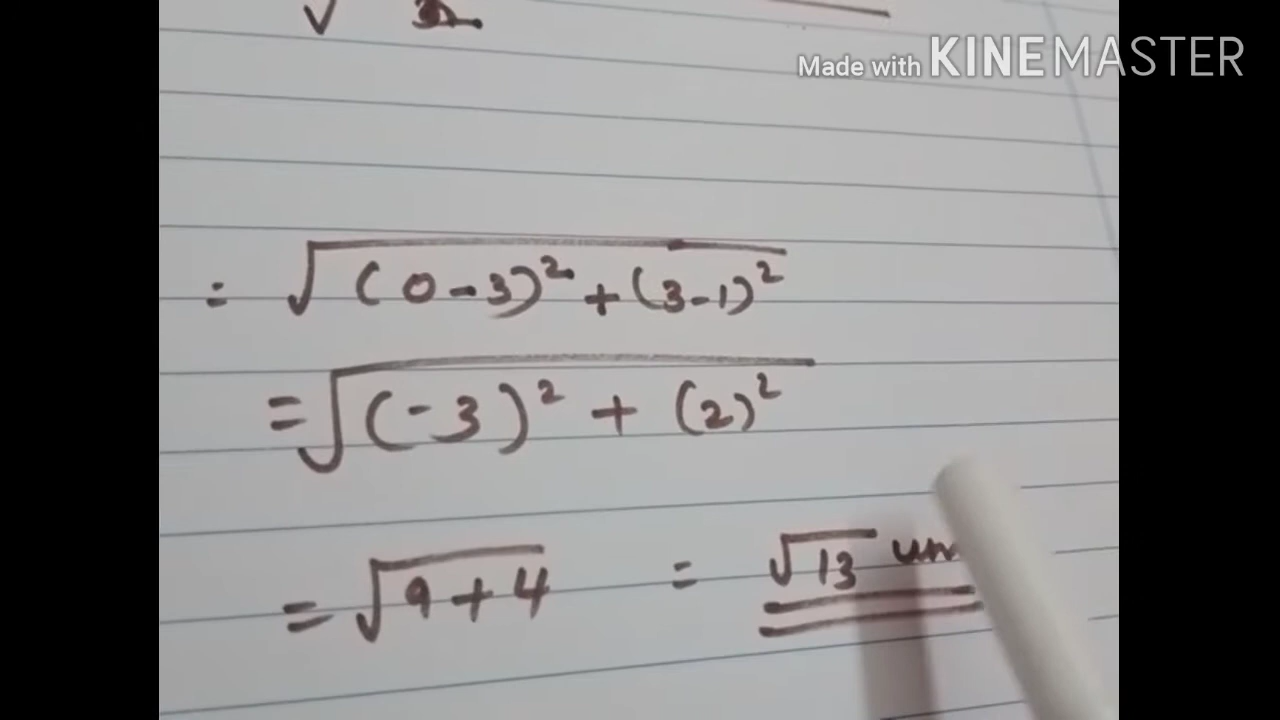 Made with KINEMASTER
= √(0-3)² + (3-1)²
= √(-3)² + (2)²
= √9+4 = √13